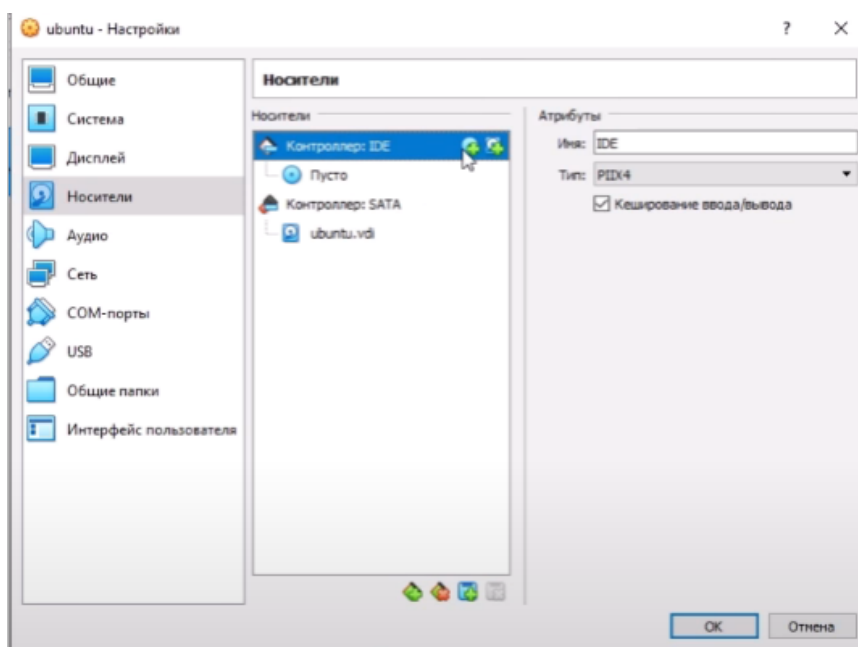 ubuntu - Настройки
Общие
Система
Дисплей
Носители
Аудио
Сеть
COM-порты
USB
Общие папки
Интерфейс пользователя
Носители
Носители
Контроллер: IDE
Пусто
Контроллер: SATA
ubuntu.vdi
Атрибуты
Имя: IDE
Тип: PIIX4
Кеширование ввода/вывода
OK
Отмена